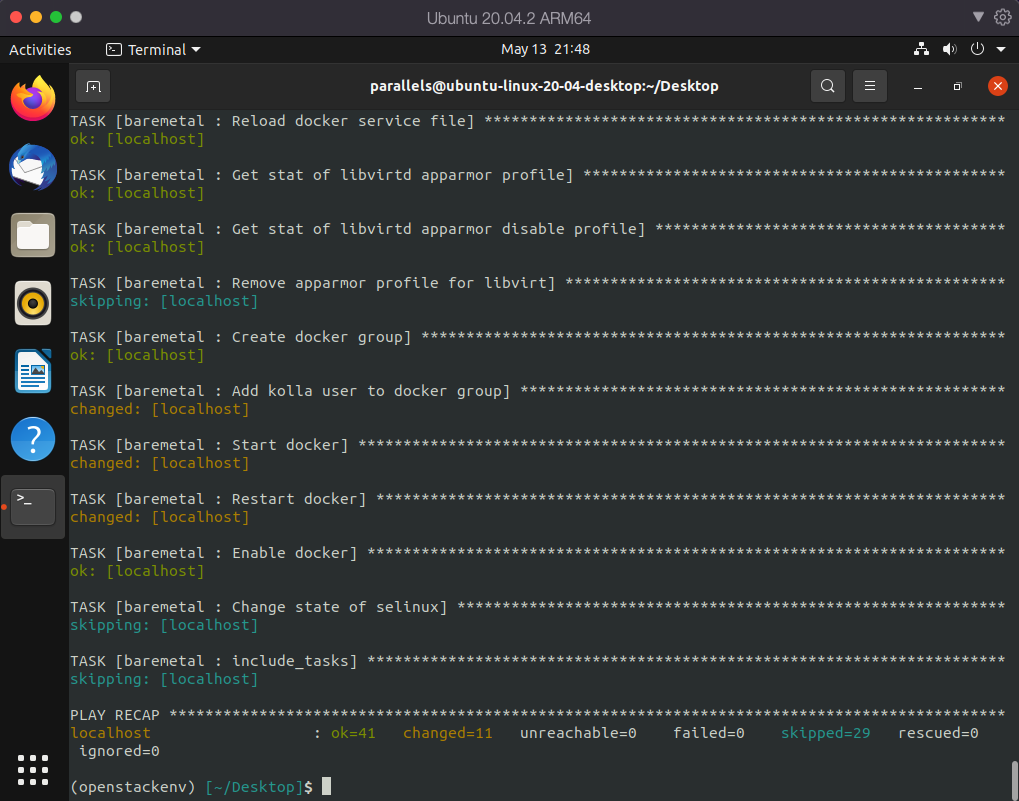 Ubuntu 20.04.2 ARM64
Activities Terminal May 13 21:48
parallels@ubuntu-linux-20-04-desktop:~/Desktop
TASK [baremetal : Reload docker service file] **********************************************************
ok: [localhost]
TASK [baremetal : Get stat of libvirtd apparmor profile] ***********************************************
ok: [localhost]
TASK [baremetal : Get stat of libvirtd apparmor disable profile] ***************************************
ok: [localhost]
TASK [baremetal : Remove apparmor profile for libvirt] *************************************************
skipping: [localhost]
TASK [baremetal : Create docker group] *****************************************************************
ok: [localhost]
TASK [baremetal : Add kolla user to docker group] ******************************************************
changed: [localhost]
TASK [baremetal : Start docker] ************************************************************************
changed: [localhost]
TASK [baremetal : Restart docker] **********************************************************************
changed: [localhost]
TASK [baremetal : Enable docker] ***********************************************************************
ok: [localhost]
TASK [baremetal : Change state of selinux] *************************************************************
skipping: [localhost]
TASK [baremetal : include_tasks] ***********************************************************************
skipping: [localhost]
PLAY RECAP *********************************************************************************************
localhost : ok=41 changed=11 unreachable=0 failed=0 skipped=29 rescued=0
ignored=0
(openstackenv) [~/Desktop]$